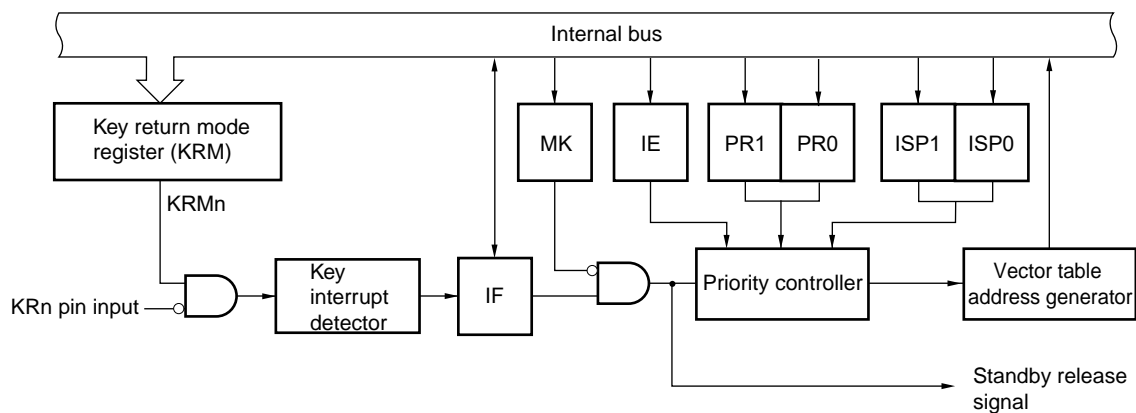 Internal bus
Key return mode
register (KRM)
MK
IE
PR1
PR0
ISP1
ISP0
KRMn
Key
interrupt
detector
IF
Priority controller
Vector table
address generator
KRn pin input
Standby release
signal